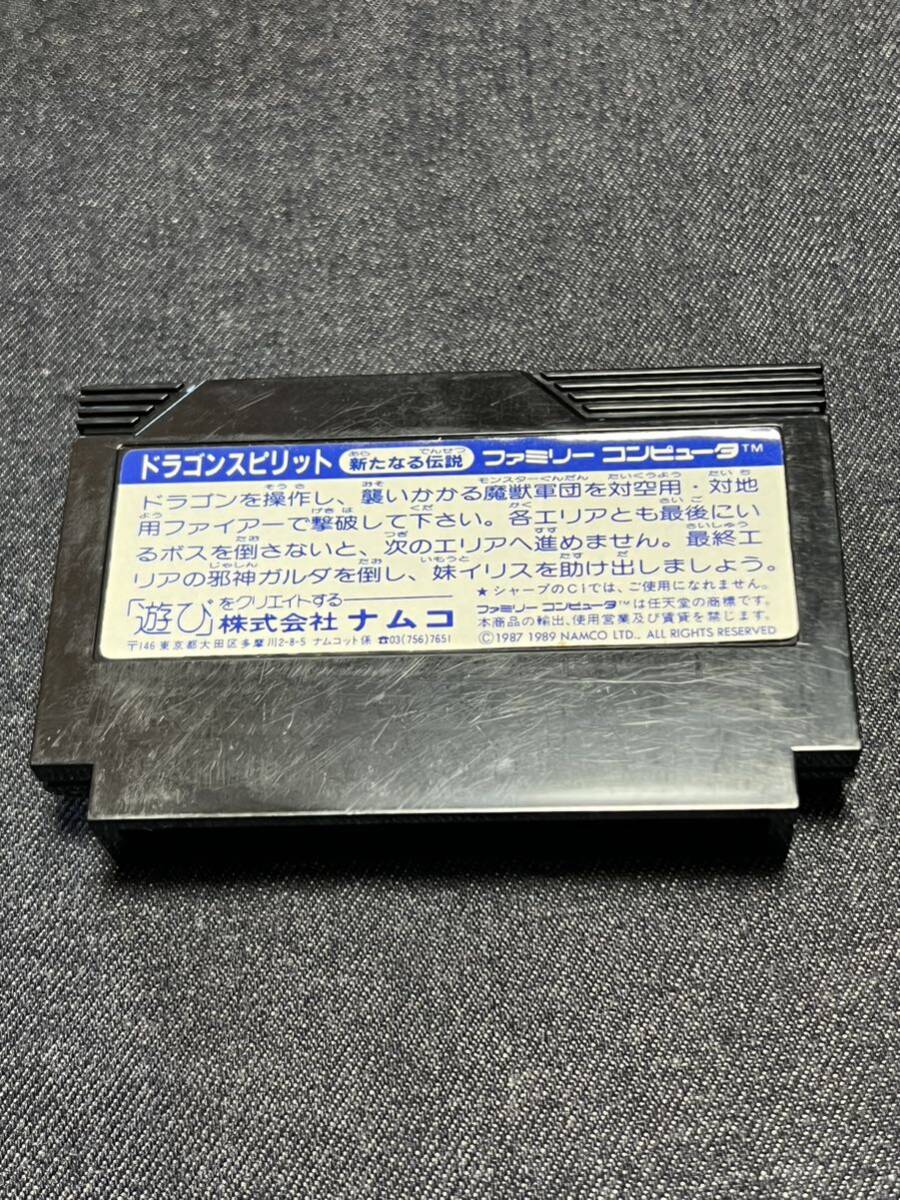 ドラゴンスピリット 新たなる伝説 ファミリー コンピュータ™
ドラゴンを操作し、襲いかかる魔獣軍団を対空用・対地
用ファイアーで撃破して下さい。各エリアとも最後にい
るボスを倒さないと、次のエリアへ進めません。最終エ
リアの邪神ガルダを倒し、妹イリスを助け出しましょう。
★シャープのC1では、ご使用になれません。
「遊び」をクリエイトする
株式会社 ナムコ
ファミリー コンピュータ™は任天堂の商標です。
本商品の輸出、使用営業及び賃貸を禁じます。
〒146 東京都大田区多摩川2-8-5 ナムコット係 ☎03(756)7651
©1987 1989 NAMCO LTD., ALL RIGHTS RESERVED